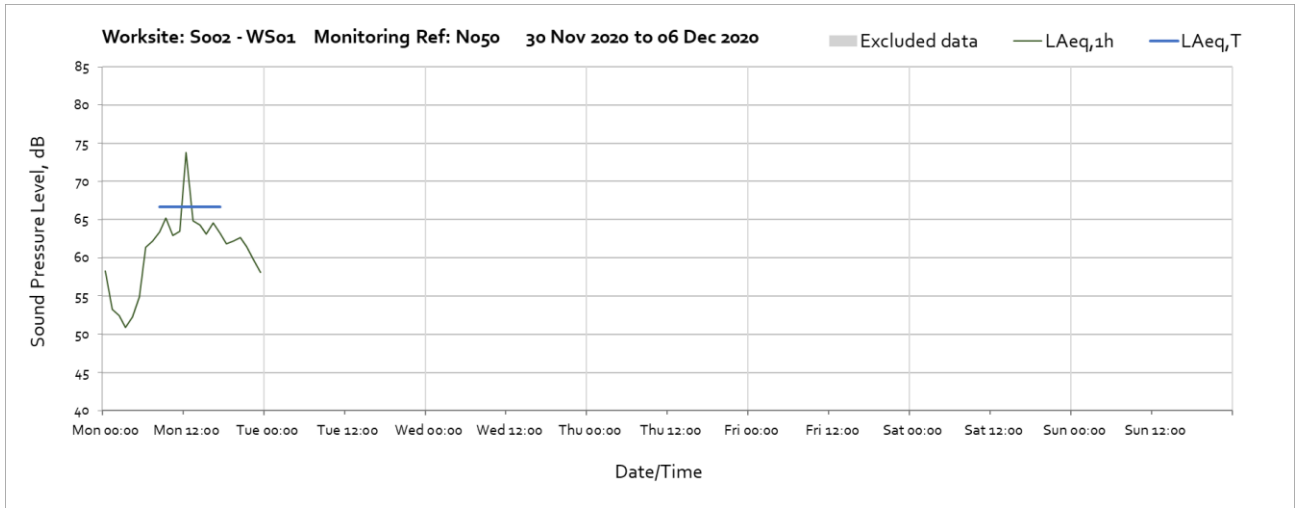 Worksite: S002 - WS01 Monitoring Ref: N050 30 Nov 2020 to 06 Dec 2020
Excluded data LAeq,1h LAeq,T
85
80
75
70
65
60
55
50
45
40
Sound Pressure Level, dB
Mon 00:00 Mon 12:00 Tue 00:00 Tue 12:00 Wed 00:00 Wed 12:00 Thu 00:00 Thu 12:00 Fri 00:00 Fri 12:00 Sat 00:00 Sat 12:00 Sun 00:00 Sun 12:00
Date/Time